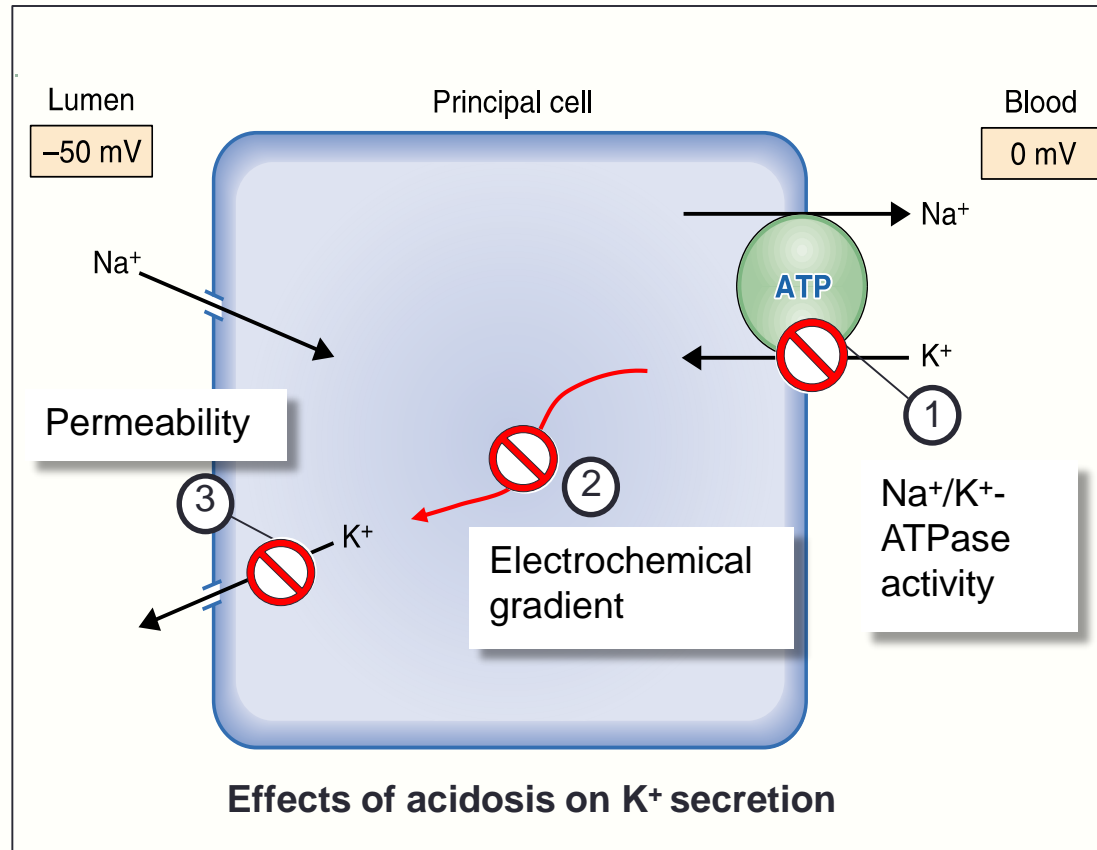 Lumen
Principal cell
Blood
–50 mV
0 mV
Na⁺
Na⁺
ATP
K⁺
1
Permeability
2
3
Na⁺/K⁺-
ATPase
activity
K⁺
Electrochemical
gradient
Effects of acidosis on K⁺ secretion